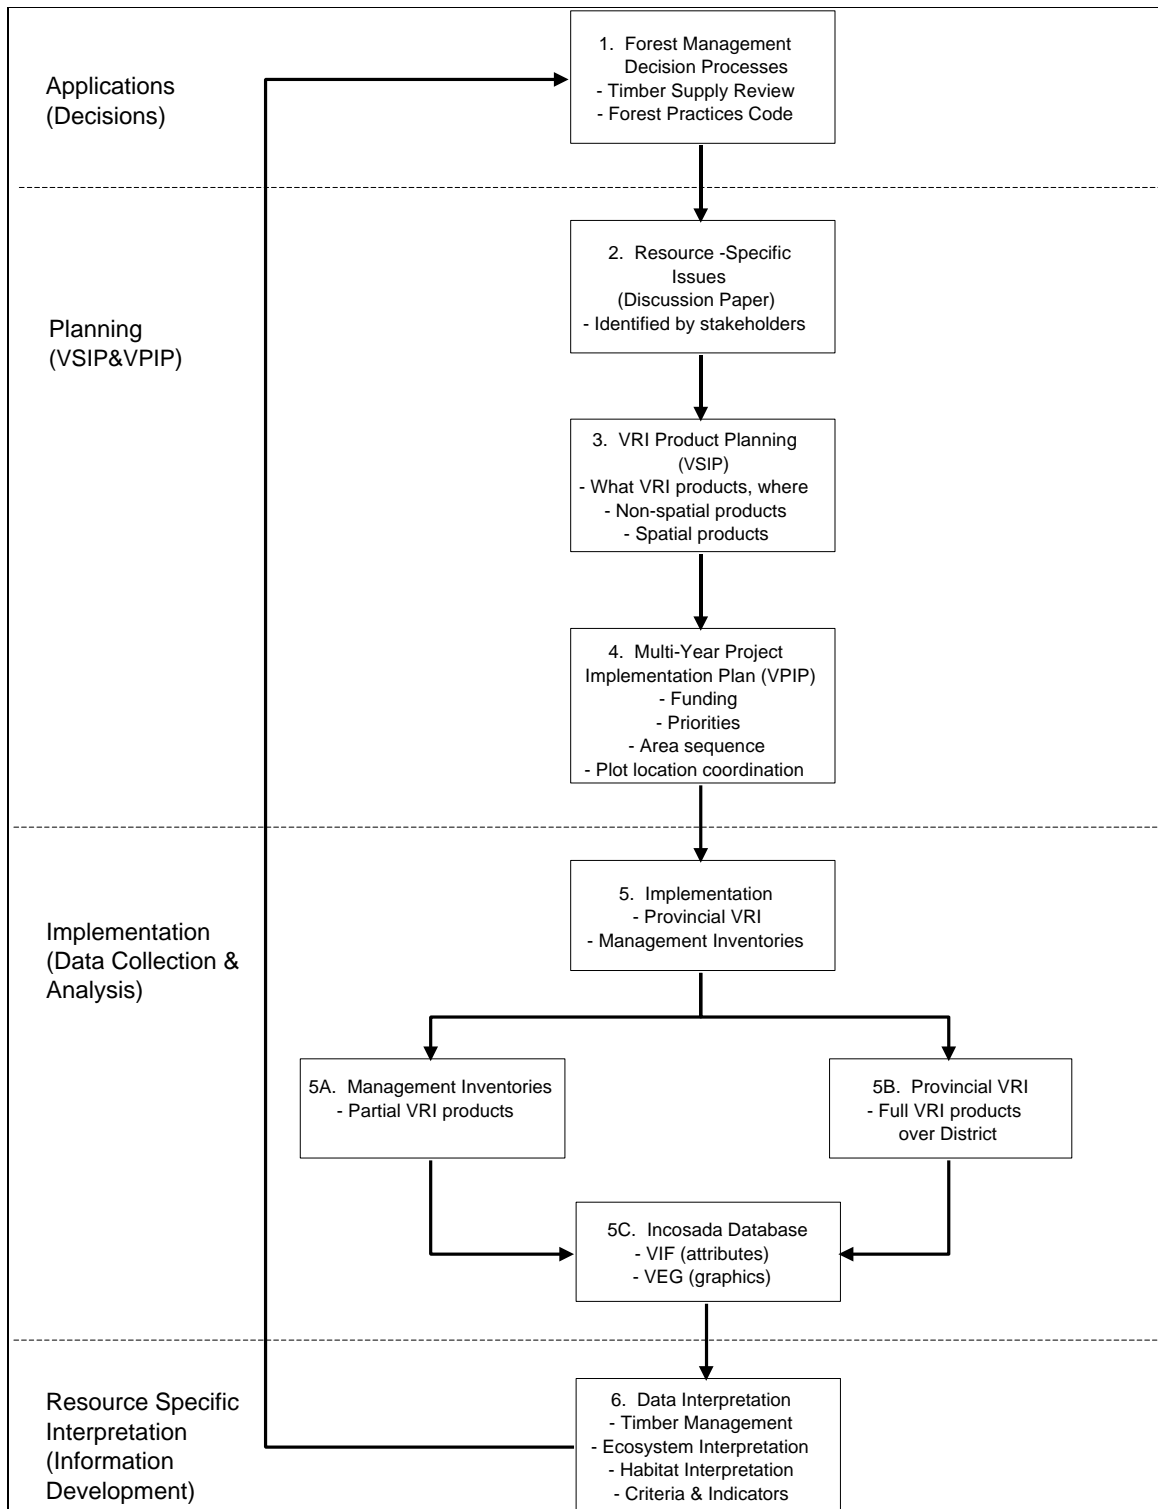 Applications
(Decisions)
1. Forest Management
Decision Processes
- Timber Supply Review
- Forest Practices Code
Planning
(VSIP&VPIP)
2. Resource -Specific
Issues
(Discussion Paper)
- Identified by stakeholders
3. VRI Product Planning
(VSIP)
- What VRI products, where
- Non-spatial products
- Spatial products
4. Multi-Year Project
Implementation Plan (VPIP)
- Funding
- Priorities
- Area sequence
- Plot location coordination
Implementation
(Data Collection &
Analysis)
5. Implementation
- Provincial VRI
- Management Inventories
5A. Management Inventories
- Partial VRI products
5B. Provincial VRI
- Full VRI products
over District
5C. Incosada Database
- VIF (attributes)
- VEG (graphics)
Resource Specific
Interpretation
(Information
Development)
6. Data Interpretation
- Timber Management
- Ecosystem Interpretation
- Habitat Interpretation
- Criteria & Indicators